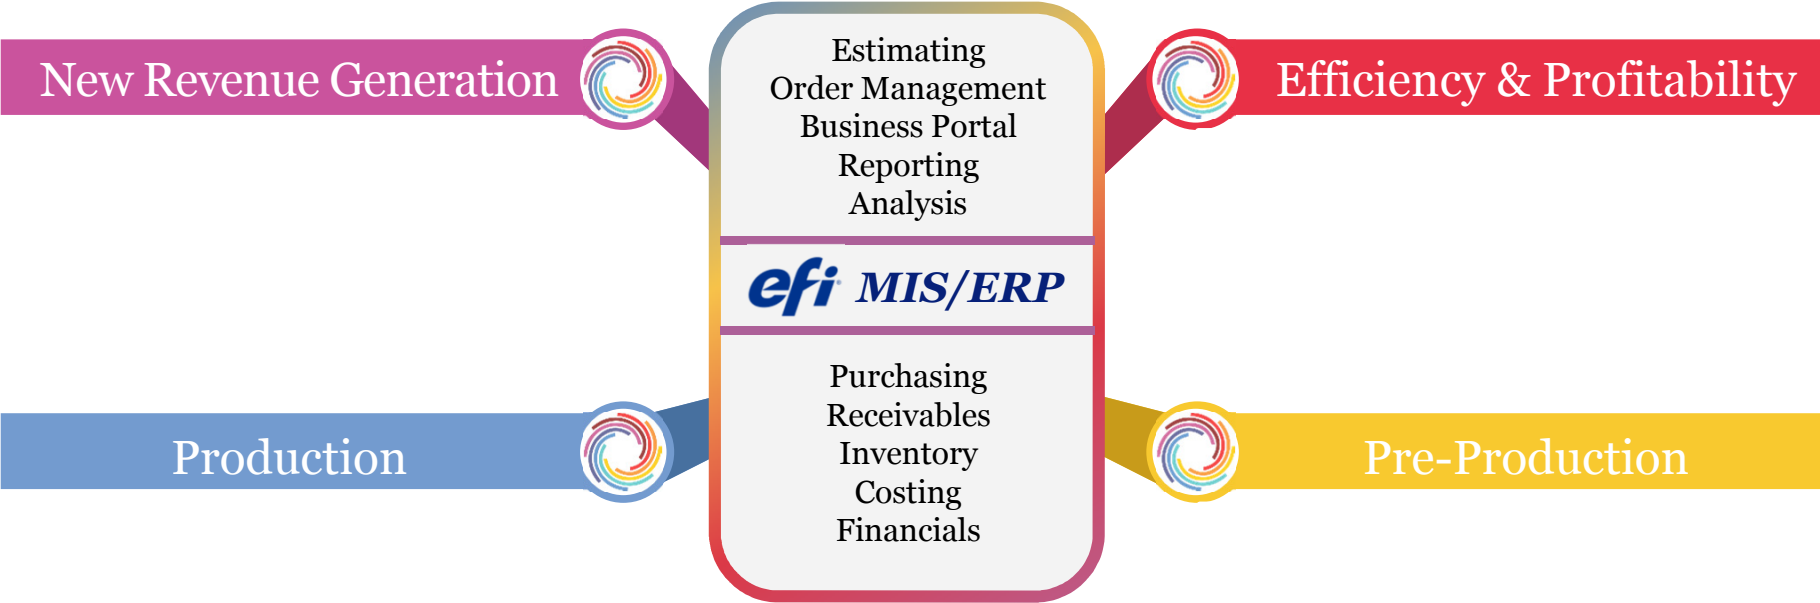 New Revenue Generation
Efficiency & Profitability
Estimating
Order Management
Business Portal
Reporting
Analysis
efi MIS/ERP
Purchasing
Receivables
Inventory
Costing
Financials
Production
Pre-Production